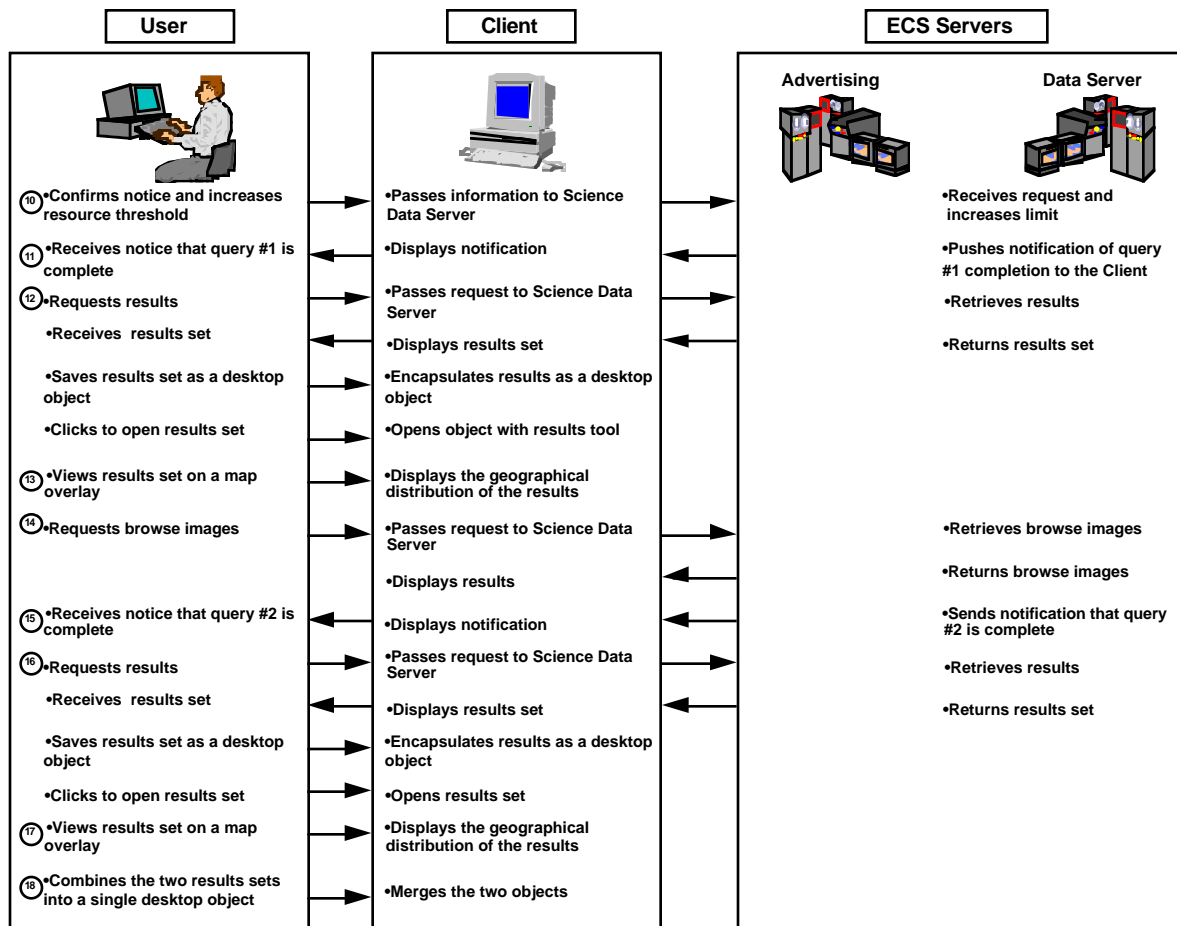 User
Client
ECS Servers
Advertising
Data Server
10 •Confirms notice and increases
resource threshold
•Passes information to Science
Data Server
•Receives request and
increases limit
11 •Receives notice that query #1 is
complete
•Displays notification
•Pushes notification of query
#1 completion to the Client
12 •Requests results
•Passes request to Science Data
Server
•Retrieves results
•Receives results set
•Displays results set
•Returns results set
•Saves results set as a desktop
object
•Encapsulates results as a desktop
object
•Clicks to open results set
•Opens object with results tool
13 •Views results set on a map
overlay
•Displays the geographical
distribution of the results
14 •Requests browse images
•Passes request to Science Data
Server
•Retrieves browse images
•Displays results
•Returns browse images
15 •Receives notice that query #2 is
complete
•Displays notification
•Sends notification that query
#2 is complete
16 •Requests results
•Passes request to Science Data
Server
•Retrieves results
•Receives results set
•Displays results set
•Returns results set
•Saves results set as a desktop
object
•Encapsulates results as a desktop
object
•Clicks to open results set
•Opens results set
17 •Views results set on a map
overlay
•Displays the geographical
distribution of the results
18 •Combines the two results sets
into a single desktop object
•Merges the two objects